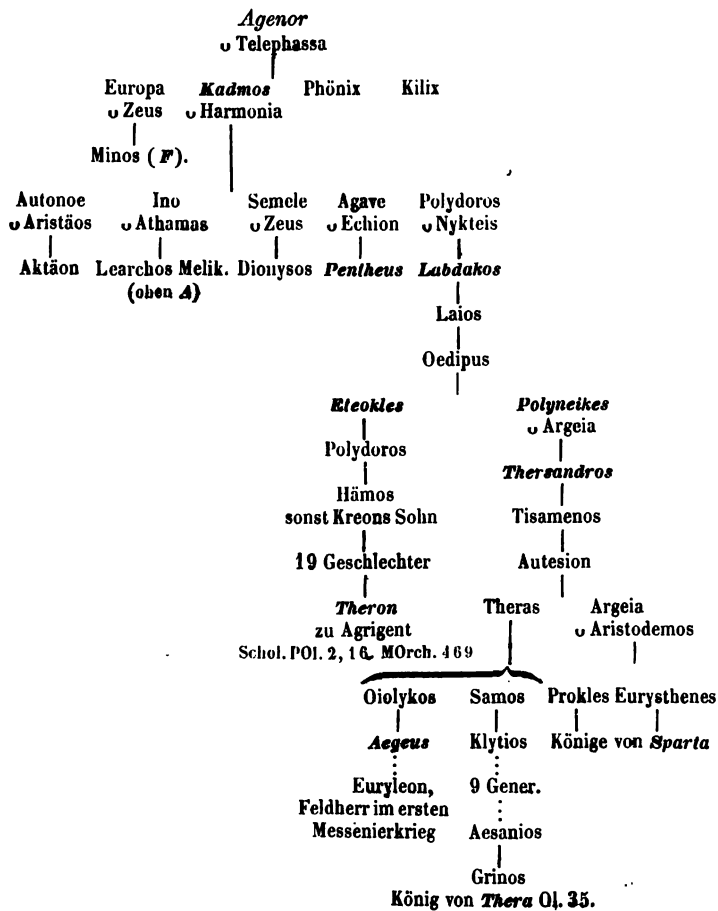 Agenor
∪ Telephassa
Europa Kadmos Phönix Kilix
∪ Zeus ∪ Harmonia
Minos (F).
Autonoe Ino Semele Agave Polydoros
∪ Aristäos ∪ Athamas ∪ Zeus ∪ Echion ∪ Nykteis
Aktäon Learchos Melik. Dionysos Pentheus Labdakos
(oben A)
Laios
Oedipus
Eteokles Polyneikes
∪ Argeia
Polydoros
Thersandros
Hämos
sonst Kreons Sohn Tisamenos
19 Geschlechter Autesion
Theron Theras Argeia
zu Agrigent ∪ Aristodemos
Schol. POl. 2, 16. MOrch. 469
Oiolykos Samos Prokles Eurysthenes
Aegeus Klytios Könige von Sparta
Euryleon, 9 Gener.
Feldherr im ersten
Messenierkrieg Aesanios
Grinos
König von Thera Ol. 35.